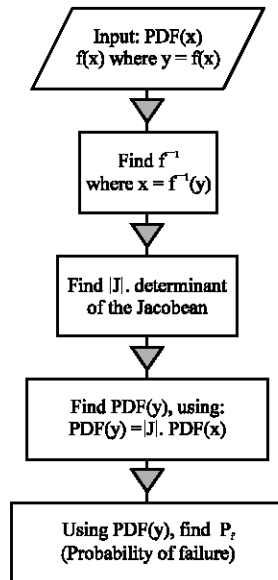 Input: PDF(x)
f(x) where y = f(x)
Find f⁻¹
where x = f⁻¹(y)
Find |J|. determinant
of the Jacobean
Find PDF(y), using:
PDF(y) =|J|. PDF(x)
Using PDF(y), find P
(Probability of failure)